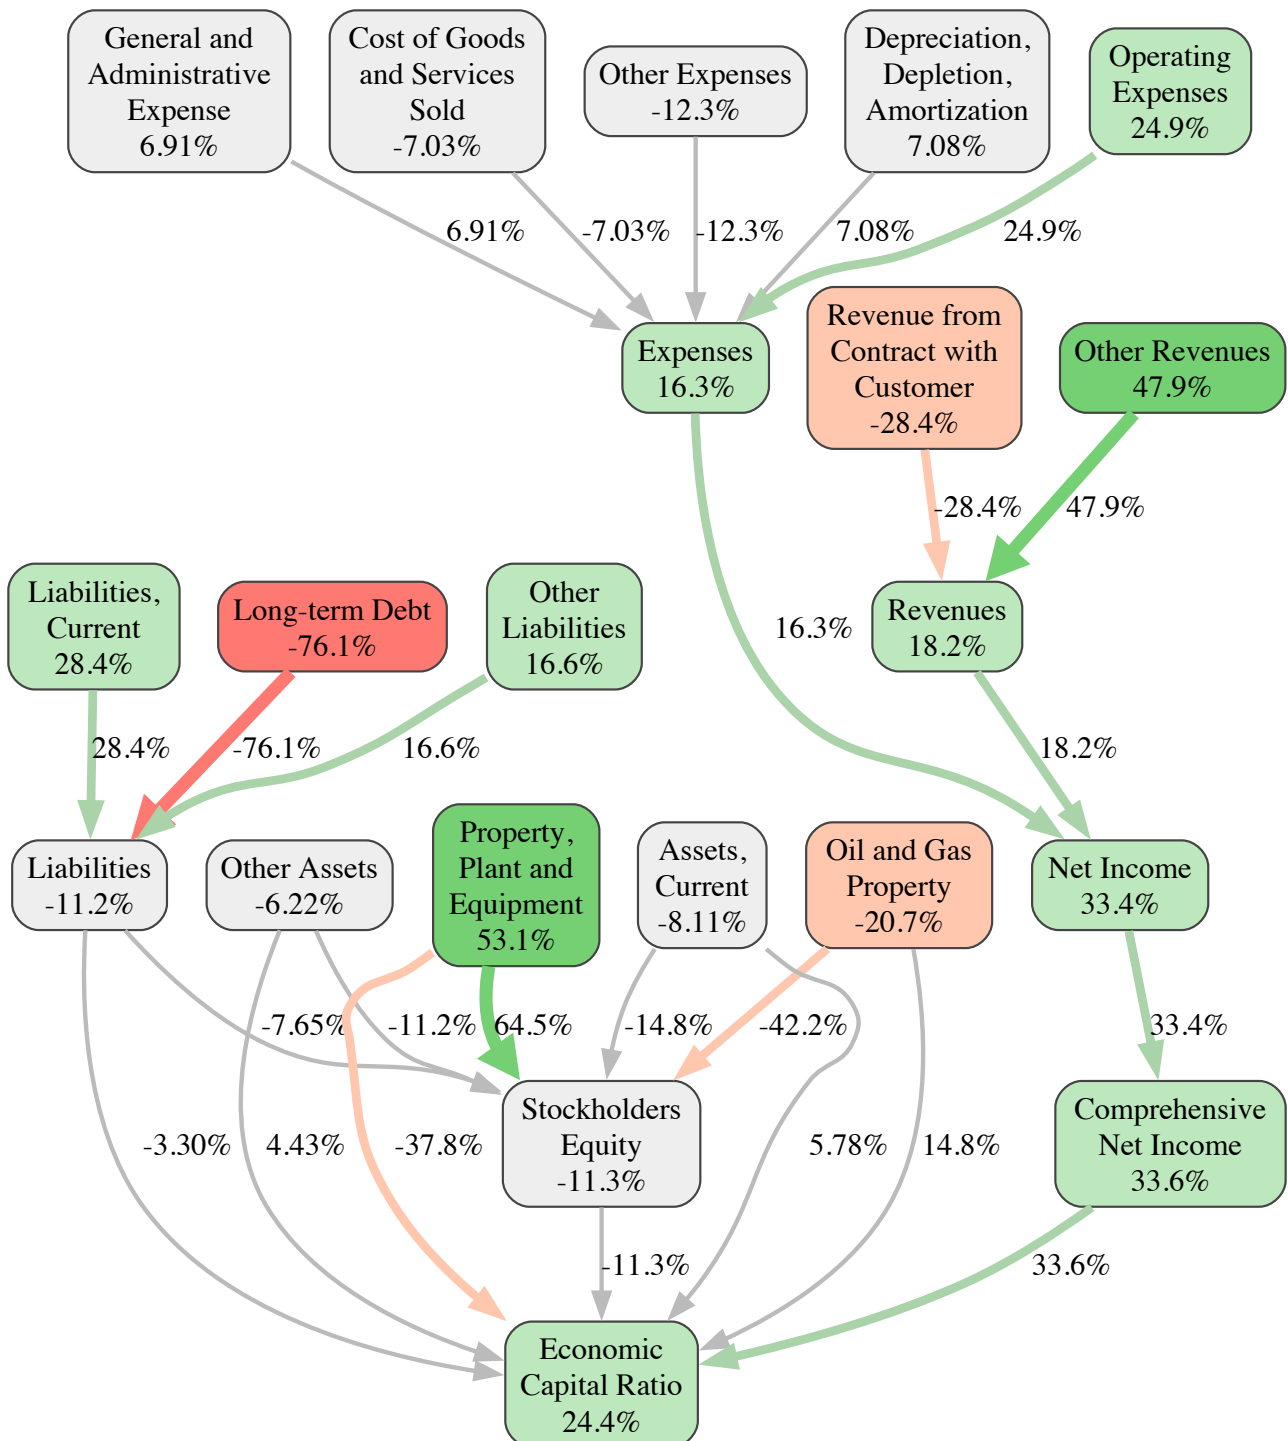 General and
Administrative
Expense
6.91%
Cost of Goods
and Services
Sold
-7.03%
Other Expenses
-12.3%
Depreciation,
Depletion,
Amortization
7.08%
Operating
Expenses
24.9%
6.91%
-7.03%
-12.3%
7.08%
24.9%
Expenses
16.3%
Revenue from
Contract with
Customer
-28.4%
Other Revenues
47.9%
-28.4%
47.9%
Liabilities,
Current
28.4%
Long-term Debt
-76.1%
Other
Liabilities
16.6%
16.3%
Revenues
18.2%
28.4%
-76.1%
16.6%
18.2%
Liabilities
-11.2%
Other Assets
-6.22%
Property,
Plant and
Equipment
53.1%
Assets,
Current
-8.11%
Oil and Gas
Property
-20.7%
Net Income
33.4%
-7.65%
-11.2%
64.5%
-14.8%
-42.2%
33.4%
Stockholders
Equity
-11.3%
Comprehensive
Net Income
33.6%
-3.30%
4.43%
-37.8%
5.78%
14.8%
-11.3%
33.6%
Economic
Capital Ratio
24.4%